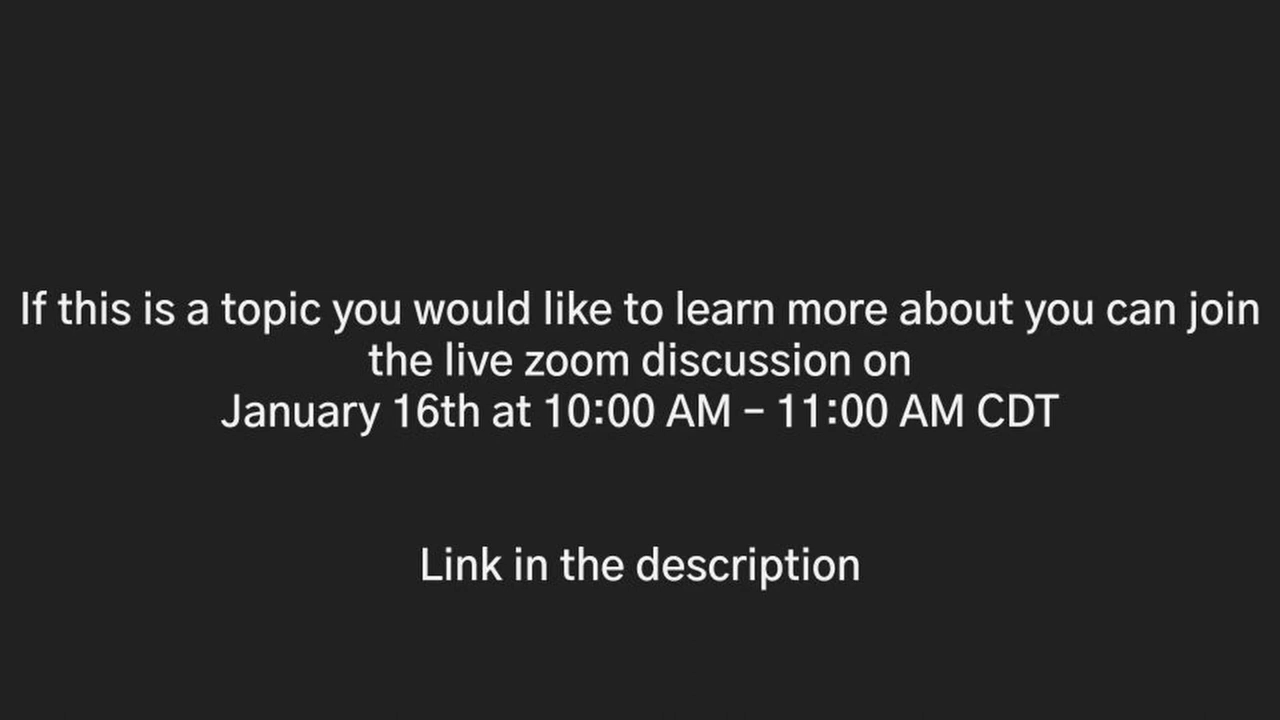 If this is a topic you would like to learn more about you can join
the live zoom discussion on
January 16th at 10:00 AM – 11:00 AM CDT
Link in the description